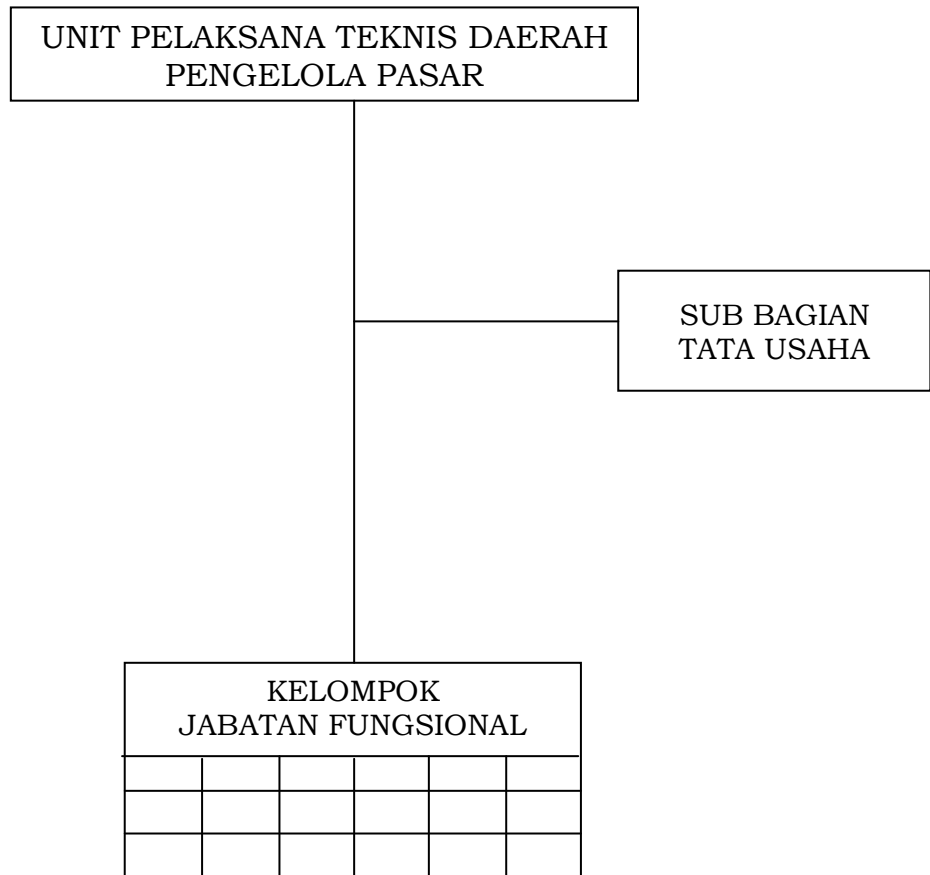 UNIT PELAKSANA TEKNIS DAERAH
PENGELOLA PASAR
SUB BAGIAN
TATA USAHA
KELOMPOK
JABATAN FUNGSIONAL